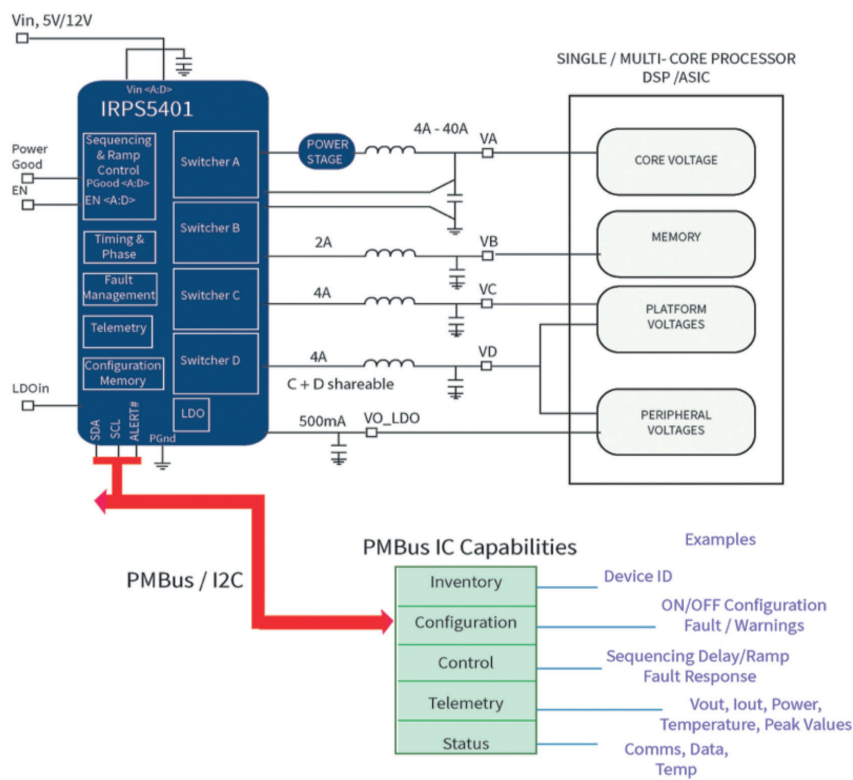 Vin, 5V/12V
Vin <A:D>
IRPS5401
Sequencing
& Ramp
Control
PGood <A:D>
EN <A:D>
Timing &
Phase
Fault
Management
Telemetry
Configuration
Memory
Switcher A
Switcher B
Switcher C
Switcher D
LDO
Power
Good
EN
LDOin
SDA
SCL
ALERT#
PGnd
POWER
STAGE
4A - 40A
VA
2A
VB
4A
VC
4A
VD
C + D shareable
500mA
VO_LDO
SINGLE / MULTI- CORE PROCESSOR
DSP /ASIC
CORE VOLTAGE
MEMORY
PLATFORM
VOLTAGES
PERIPHERAL
VOLTAGES
PMBus / I2C
PMBus IC Capabilities
Examples
Inventory
Device ID
Configuration
ON/OFF Configuration
Fault / Warnings
Control
Sequencing Delay/Ramp
Fault Response
Telemetry
Vout, Iout, Power,
Temperature, Peak Values
Status
Comms, Data,
Temp